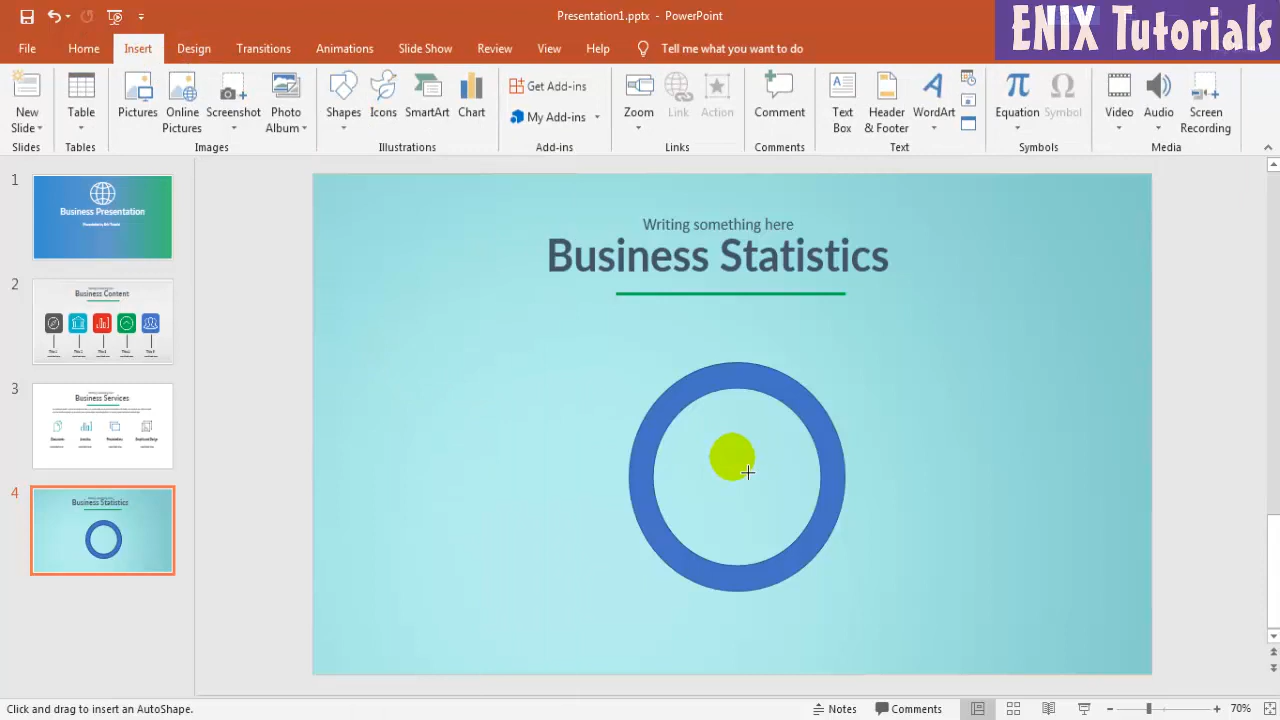 Presentation1.pptx - PowerPoint
ENIX Tutorials
File Home Insert Design Transitions Animations Slide Show Review View Help Tell me what you want to do
New Slide
Table
Pictures
Online Pictures
Screenshot
Photo Album
Shapes
Icons
SmartArt
Chart
Get Add-ins
My Add-ins
Zoom
Link
Action
Comment
Text Box
Header & Footer
WordArt
Equation
Symbol
Video
Audio
Screen Recording
Slides Tables Images Illustrations Add-ins Links Comments Text Symbols Media
1
Business Presentation
2
Business Content
3
Business Services
4
Business Statistics
Writing something here
Business Statistics
Click and drag to insert an AutoShape.
Notes Comments 70%